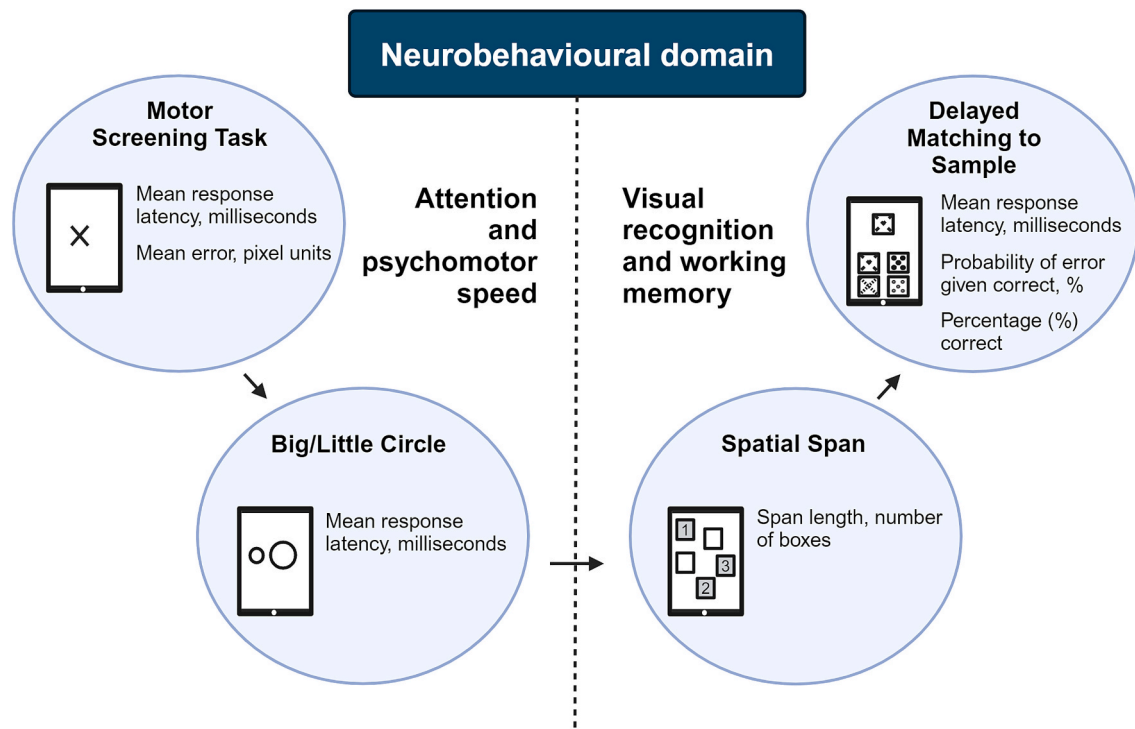 Neurobehavioural domain
Motor
Screening Task
Mean response
latency, milliseconds
Mean error, pixel units
Attention
and
psychomotor
speed
Visual
recognition
and working
memory
Delayed
Matching to
Sample
Mean response
latency, milliseconds
Probability of error
given correct, %
Percentage (%)
correct
Big/Little Circle
Mean response
latency, milliseconds
Spatial Span
1
3
2
Span length, number
of boxes